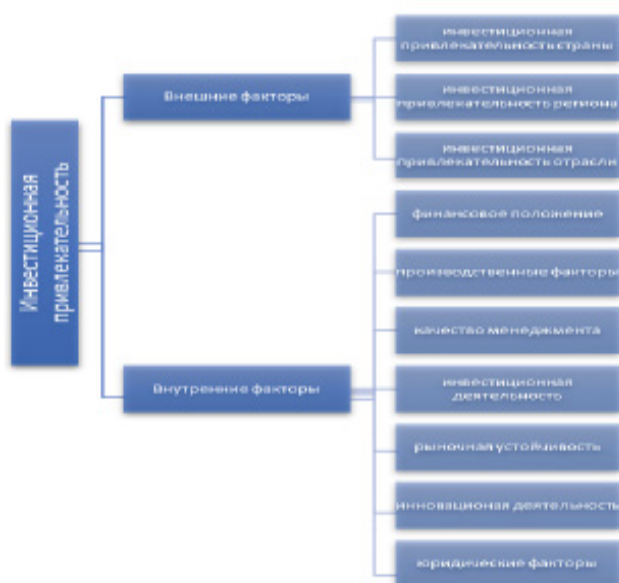 Инвестиционная
привлекательность
Внешние факторы
инвестиционная
привлекательность страны
инвестиционная
привлекательность региона
инвестиционная
привлекательность отрасли
Внутренние факторы
финансовое положение
производственные факторы
качество менеджмента
инвестиционная
деятельность
рыночная устойчивость
инновационая деятельность
юридические факторы